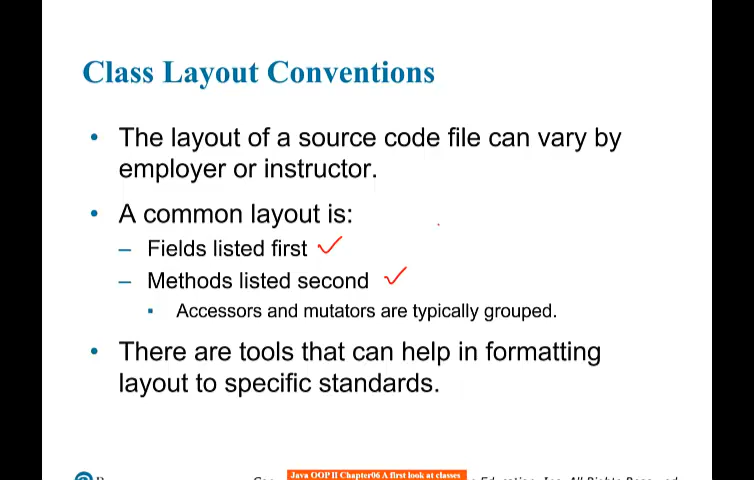 Class Layout Conventions
• The layout of a source code file can vary by
employer or instructor.
• A common layout is:
– Fields listed first
– Methods listed second
▪ Accessors and mutators are typically grouped.
• There are tools that can help in formatting
layout to specific standards.
Java OOP II Chapter06 A first look at classes